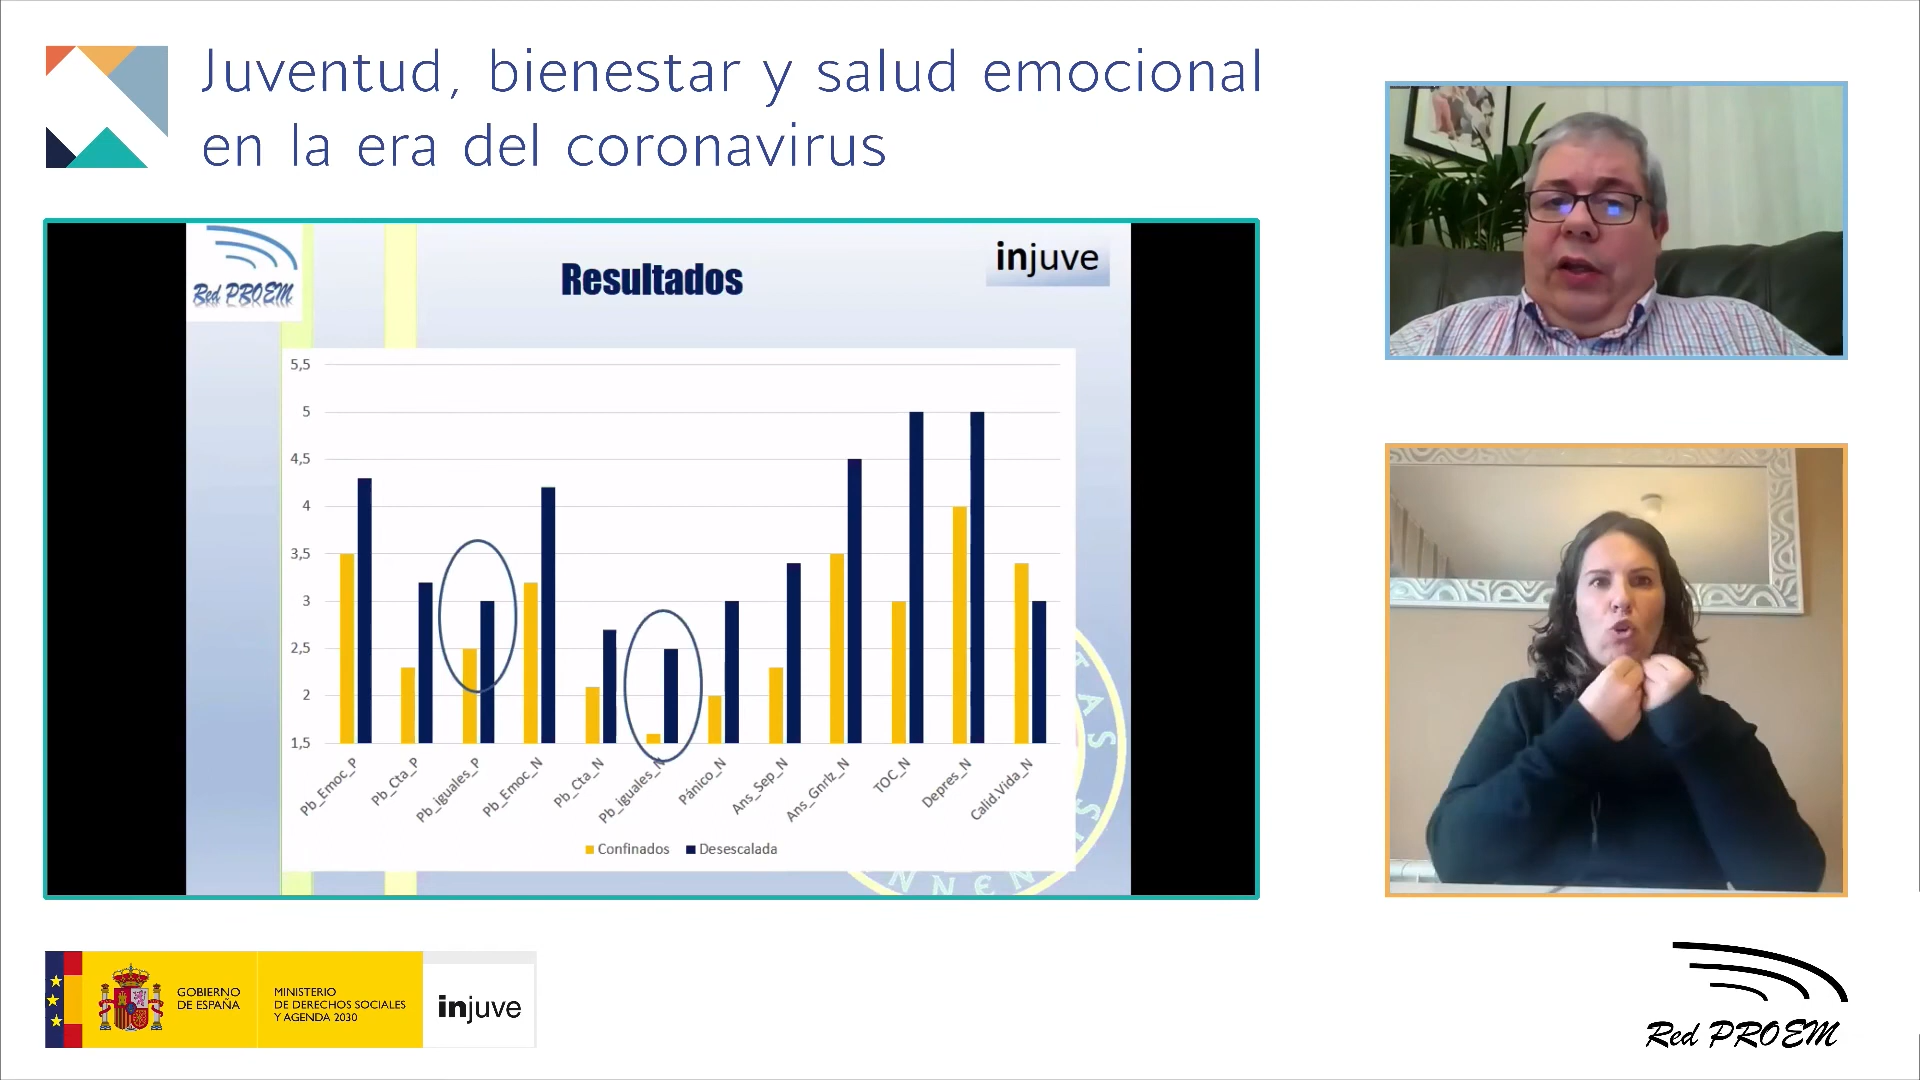 Juventud, bienestar y salud emocional
en la era del coronavirus
Red PROEM
Resultados
injuve
5,5
5
4,5
4
3,5
3
2,5
2
1,5
Pb_Emoc_P
Pb_Cta_P
Pb_iguales_P
Pb_Emoc_N
Pb_Cta_N
Pb_iguales_N
Pánico_N
Ans_Sep_N
Ans_Gnrlz_N
TOC_N
Depres_N
Calid.Vida_N
Confinados
Desescalada
GOBIERNO
DE ESPAÑA
MINISTERIO
DE DERECHOS SOCIALES
Y AGENDA 2030
injuve
Red PROEM